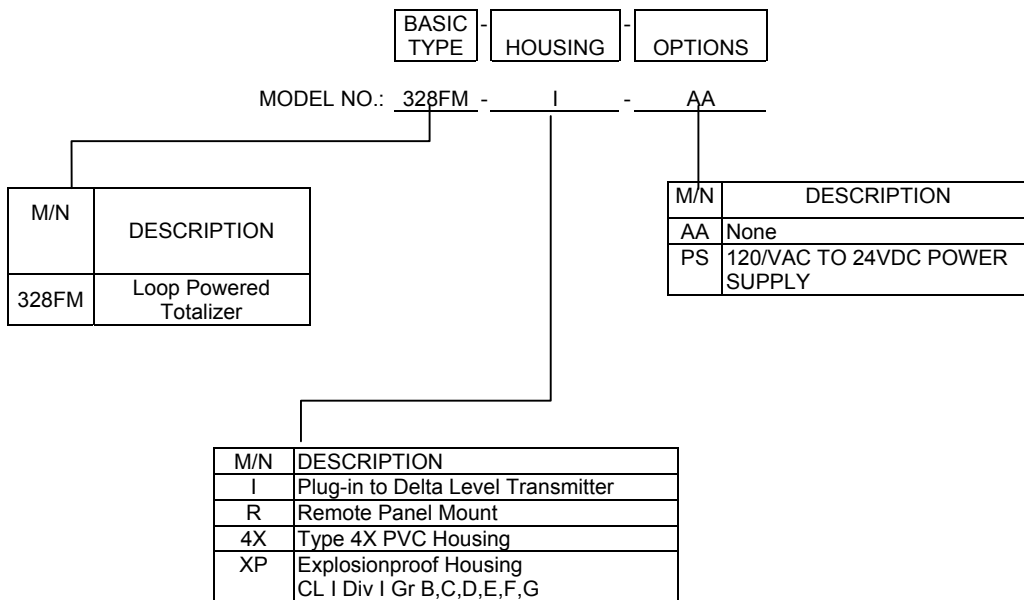 BASIC
TYPE - HOUSING - OPTIONS
MODEL NO.: 328FM - I - AA
M/N DESCRIPTION
328FM Loop Powered
Totalizer
M/N DESCRIPTION
AA None
PS 120/VAC TO 24VDC POWER
SUPPLY
M/N DESCRIPTION
I Plug-in to Delta Level Transmitter
R Remote Panel Mount
4X Type 4X PVC Housing
XP Explosionproof Housing
CL I Div I Gr B,C,D,E,F,G